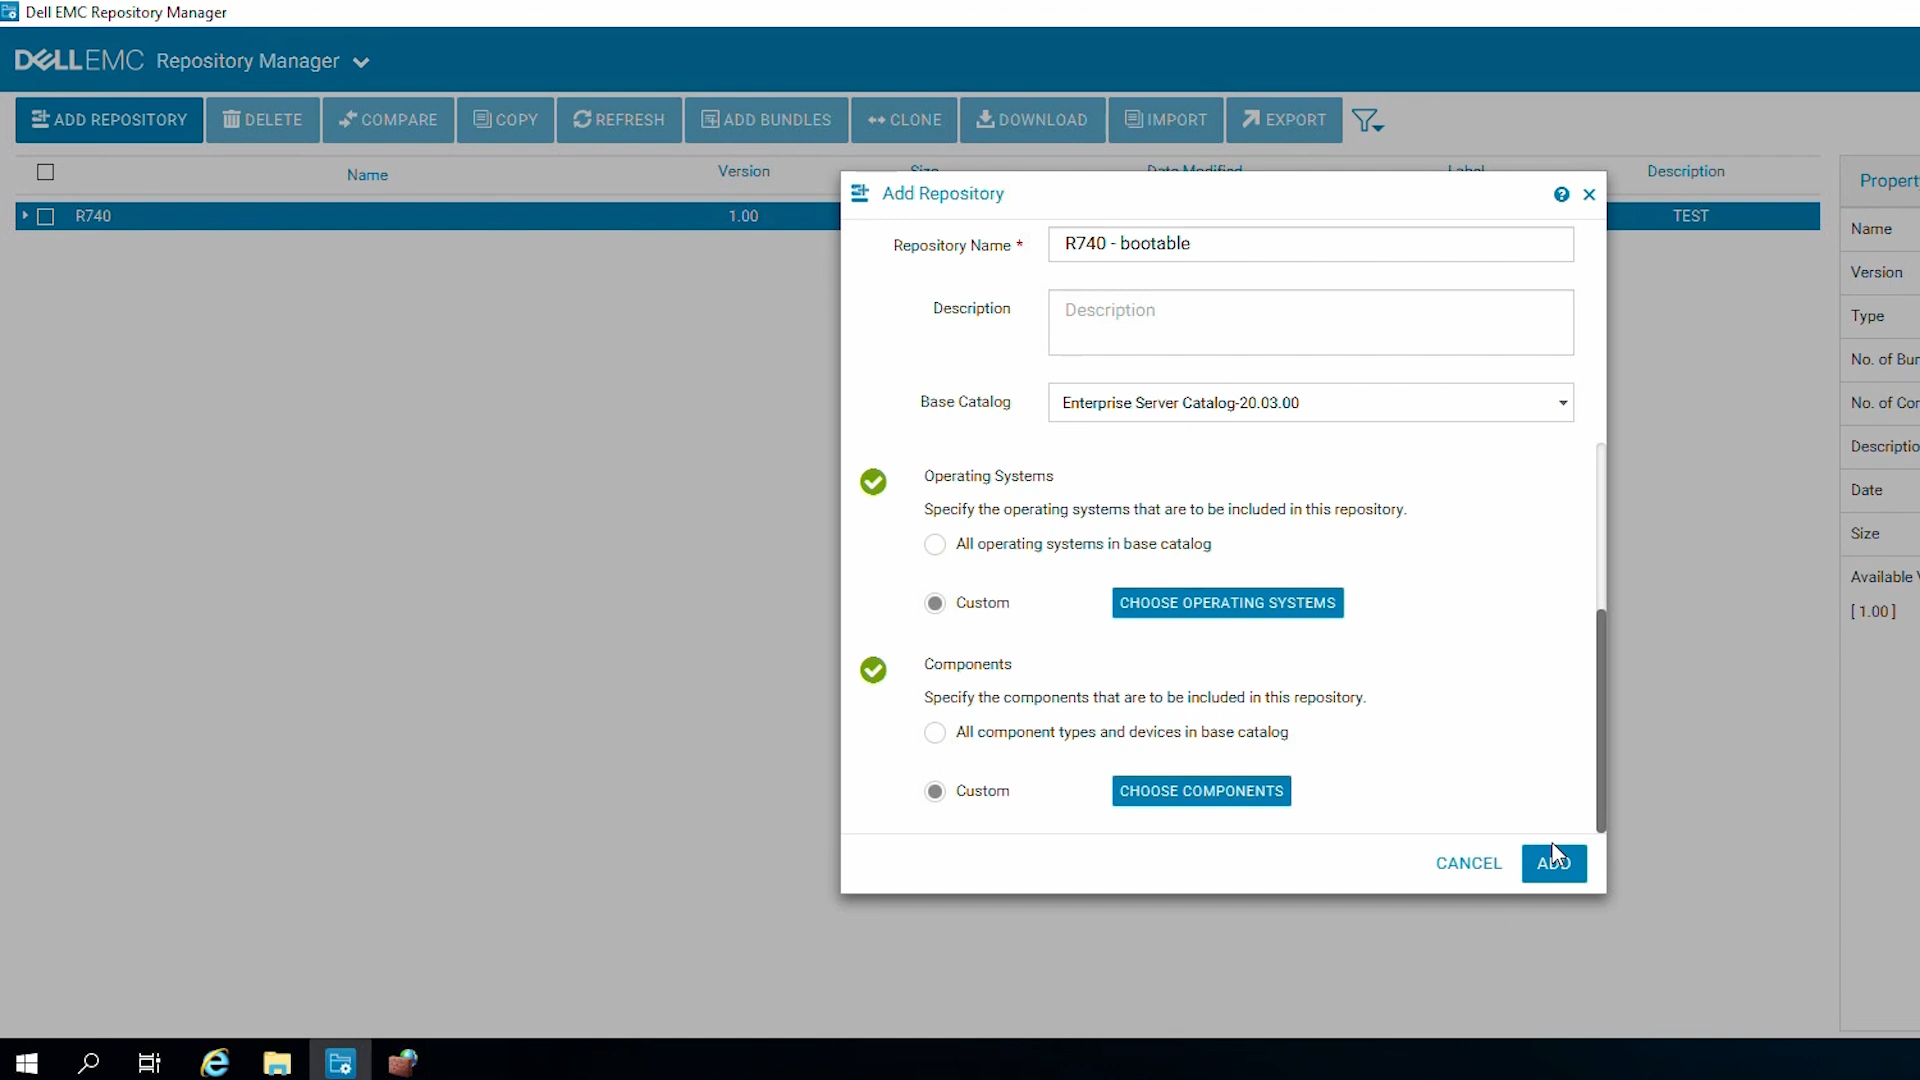 Dell EMC Repository Manager
DELLEMC Repository Manager
ADD REPOSITORY DELETE COMPARE COPY REFRESH ADD BUNDLES CLONE DOWNLOAD IMPORT EXPORT
Name Version Size Date Modified Label Description
R740 1.00 TEST
Add Repository
Repository Name * R740 - bootable
Description Description
Base Catalog Enterprise Server Catalog-20.03.00
Operating Systems
Specify the operating systems that are to be included in this repository.
All operating systems in base catalog
Custom CHOOSE OPERATING SYSTEMS
Components
Specify the components that are to be included in this repository.
All component types and devices in base catalog
Custom CHOOSE COMPONENTS
CANCEL ADD
Property
Name
Version
Type
No. of Bun
No. of Cor
Descriptio
Date
Size
Available V
[ 1.00 ]